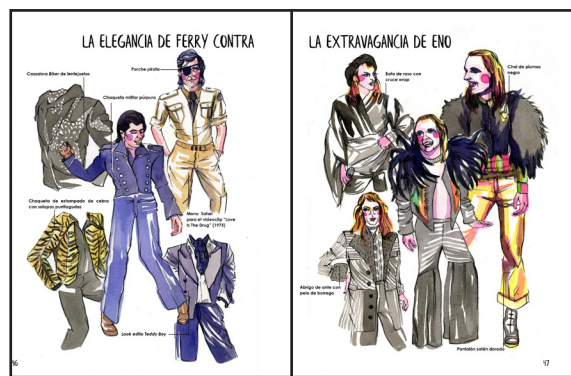 LA ELEGANCIA DE FERRY CONTRA
Cazadora Biker de lentejuelas
Parche pirata
Chaqueta militar púrpura
Chaqueta de estampado de cebra
con solapas puntiagudas
Mono Safari
para el videoclip "Love
Is The Drug" (1975)
Look estilo Teddy Boy
46
LA EXTRAVAGANCIA DE ENO
Bata de raso con
cruce wrap
Chal de plumas
negro
Abrigo de ante con
pelo de borrego
Pantalón satén dorado
47